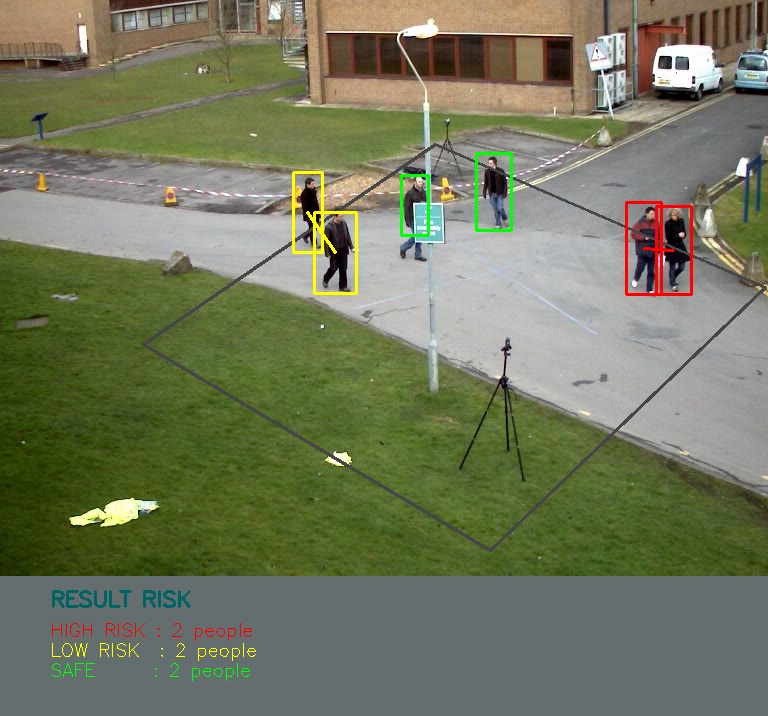 RESULT RISK
HIGH RISK : 2 people
LOW RISK : 2 people
SAFE : 2 people